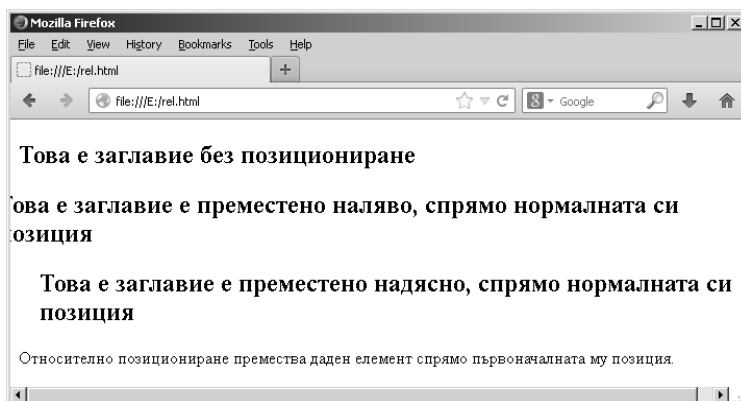 Mozilla Firefox
File Edit View History Bookmarks Tools Help
file:///E:/rel.html
file:///E:/rel.html Google
Това е заглавие без позициониране
ова е заглавие е преместено наляво, спрямо нормалната си
озиция
Това е заглавие е преместено надясно, спрямо нормалната си
позиция
Относително позициониране премества даден елемент спрямо първоначалната му позиция.